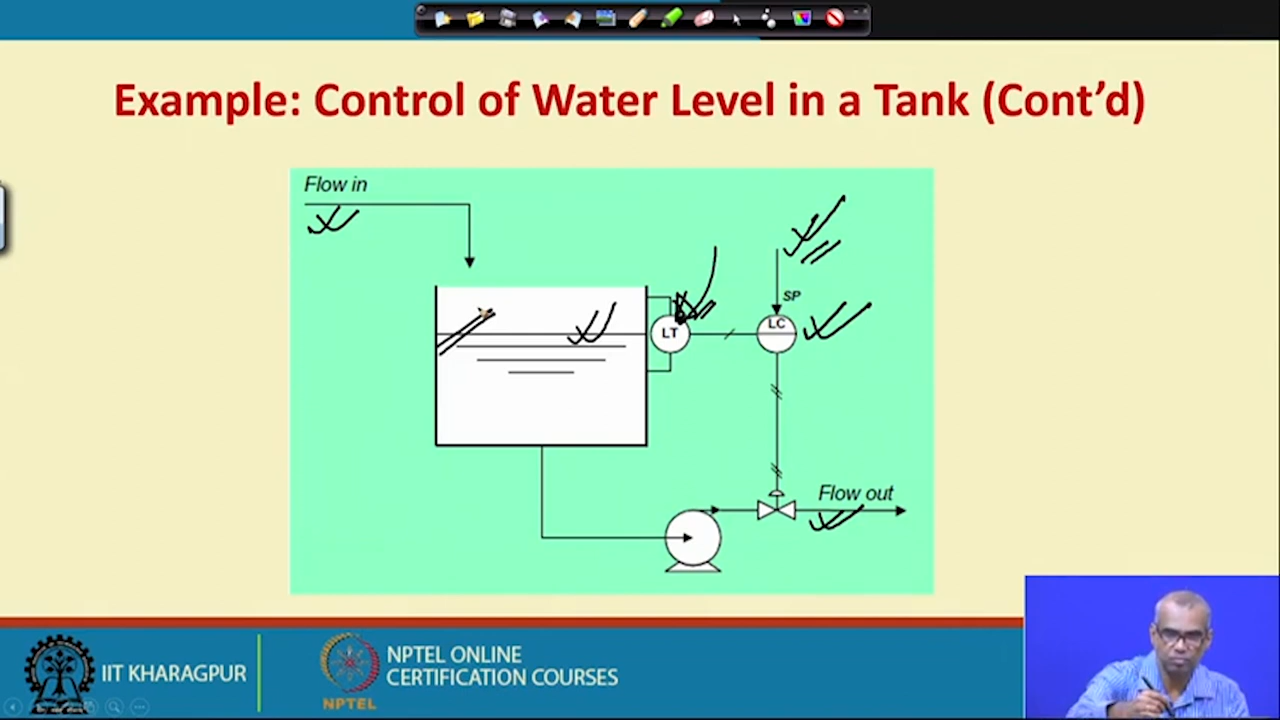 Example: Control of Water Level in a Tank (Cont'd)
Flow in
SP
LT
LC
Flow out
IIT KHARAGPUR
NPTEL ONLINE
CERTIFICATION COURSES
NPTEL